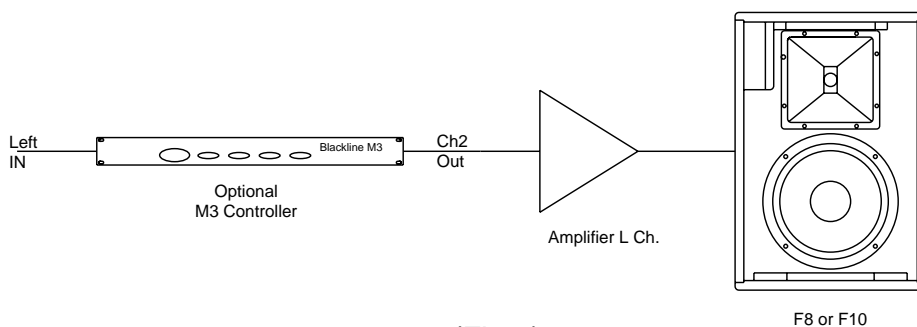 Left
IN
Blackline M3
Ch2
Out
Optional
M3 Controller
Amplifier L Ch.
F8 or F10